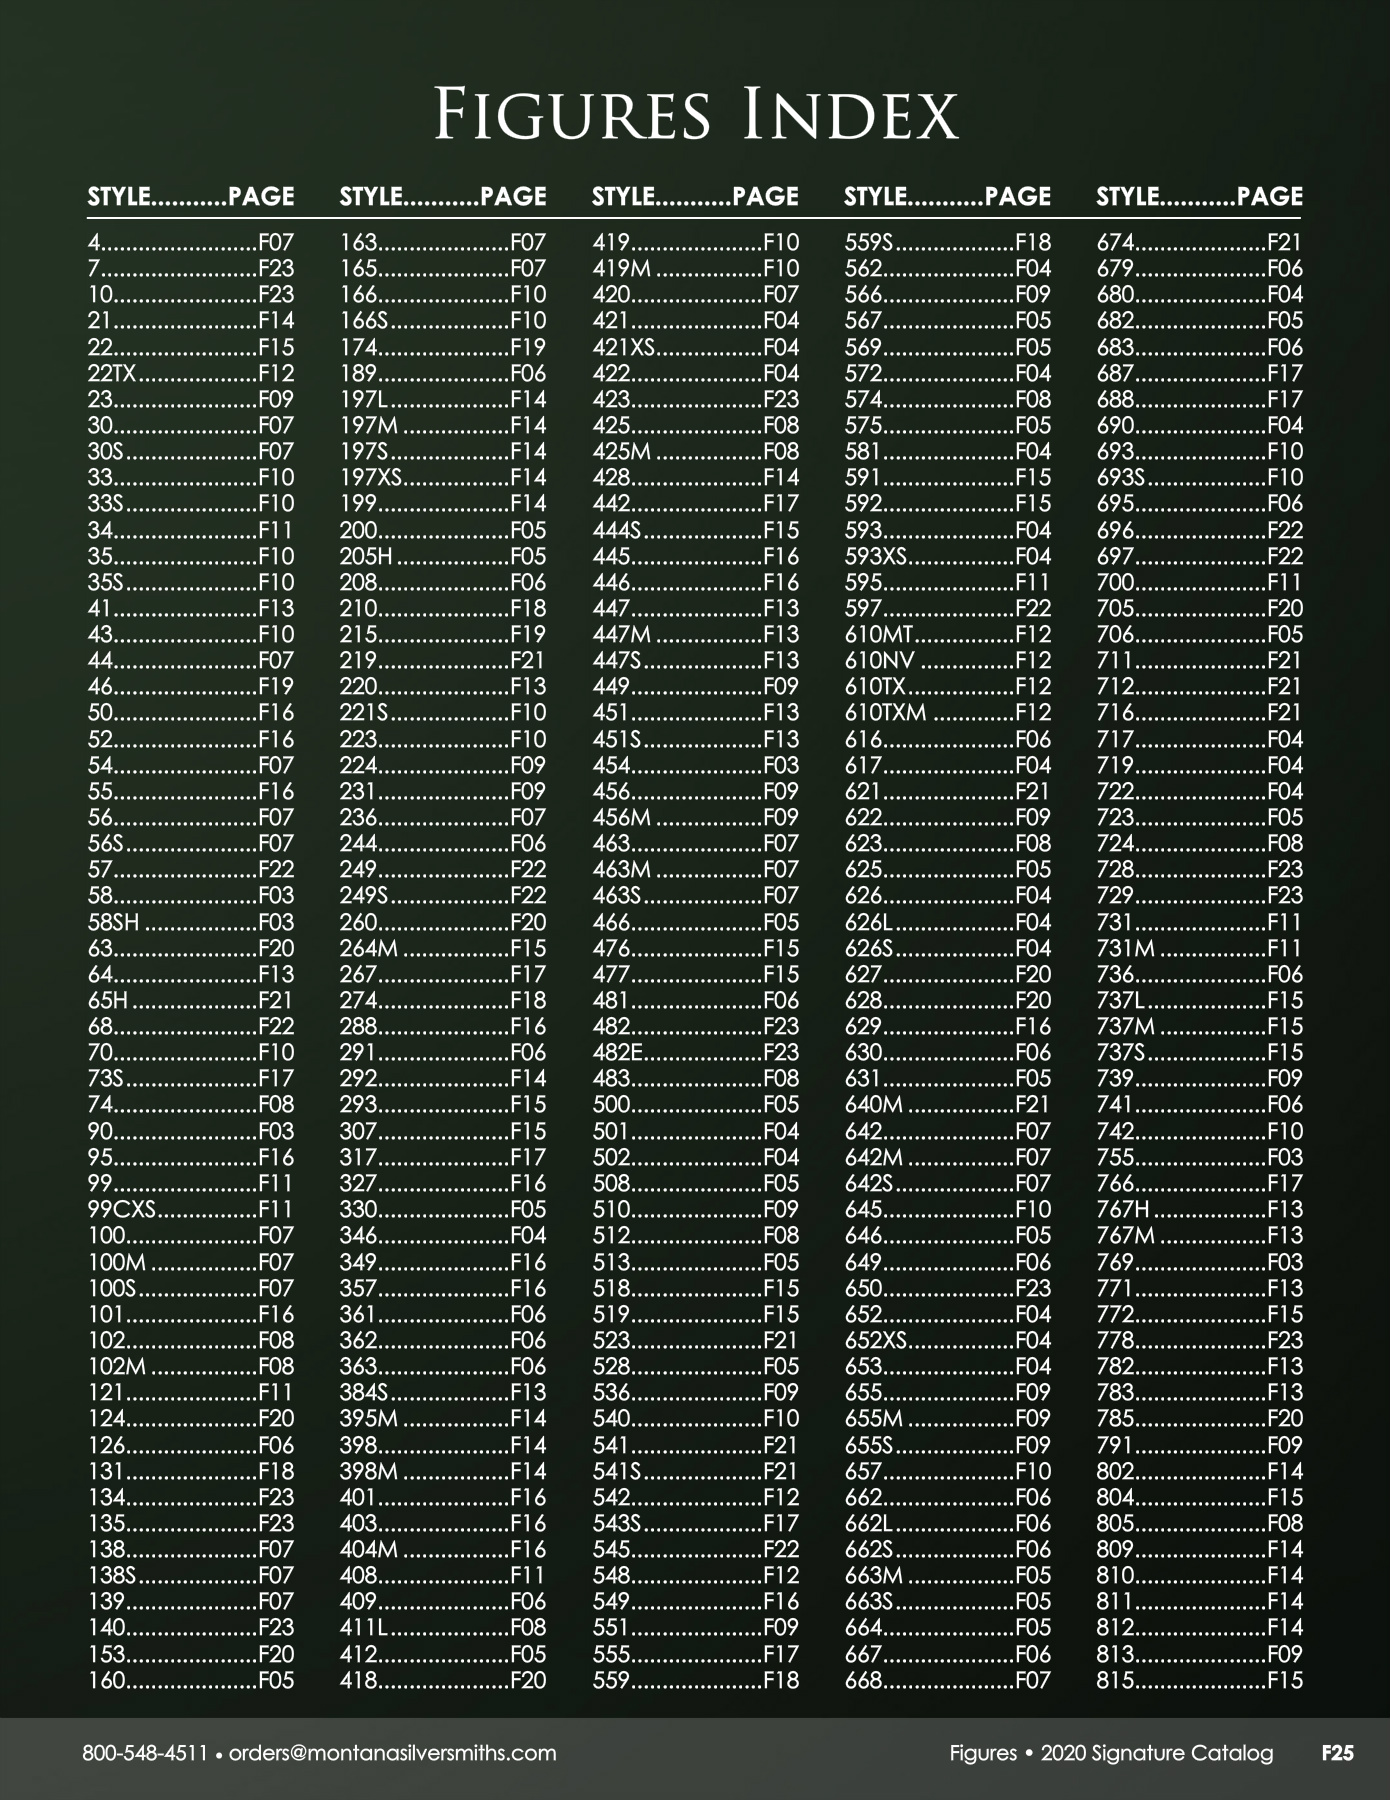 Figures Index
STYLE...........PAGE
4........................F07
7........................F23
10......................F23
21......................F14
22......................F15
22TX..................F12
23......................F09
30......................F07
30S....................F07
33......................F10
33S....................F10
34......................F11
35......................F10
35S....................F10
41......................F13
43......................F10
44......................F07
46......................F19
50......................F16
52......................F16
54......................F07
55......................F16
56......................F07
56S....................F07
57......................F22
58......................F03
58SH .................F03
63......................F20
64......................F13
65H ...................F21
68......................F22
70......................F10
73S....................F17
74......................F08
90......................F03
95......................F16
99......................F11
99CXS...............F11
100....................F07
100M ................F07
100S..................F07
101....................F16
102....................F08
102M ................F08
121....................F11
124....................F20
126....................F06
131....................F18
134....................F23
135....................F23
138....................F07
138S..................F07
139....................F07
140....................F23
153....................F20
160....................F05
STYLE...........PAGE
163....................F07
165....................F07
166....................F10
166S..................F10
174....................F19
189....................F06
197L..................F14
197M ................F14
197S..................F14
197XS................F14
199....................F14
200....................F05
205H .................F05
208....................F06
210....................F18
215....................F19
219....................F21
220....................F13
221S..................F10
223....................F10
224....................F09
231....................F09
236....................F07
244....................F06
249....................F22
249S..................F22
260....................F20
264M ................F15
267....................F17
274....................F18
288....................F16
291....................F06
292....................F14
293....................F15
307....................F15
317....................F17
327....................F16
330....................F05
346....................F04
349....................F16
357....................F16
361....................F06
362....................F06
363....................F06
384S..................F13
395M ................F14
398....................F14
398M ................F14
401....................F16
403....................F16
404M ................F16
408....................F11
409....................F06
411L..................F08
412....................F05
418....................F20
STYLE...........PAGE
419....................F10
419M ................F10
420....................F07
421....................F04
421XS................F04
422....................F04
423....................F23
425....................F08
425M ................F08
428....................F14
442....................F17
444S..................F15
445....................F16
446....................F16
447....................F13
447M ................F13
447S..................F13
449....................F09
451....................F13
451S..................F13
454....................F03
456....................F09
456M ................F09
463....................F07
463M ................F07
463S..................F07
466....................F05
476....................F15
477....................F15
481....................F06
482....................F23
482E..................F23
483....................F08
500....................F05
501....................F04
502....................F04
508....................F05
510....................F09
512....................F08
513....................F05
518....................F15
519....................F15
523....................F21
528....................F05
536....................F09
540....................F10
541....................F21
541S..................F21
542....................F12
543S..................F17
545....................F22
548....................F12
549....................F16
551....................F09
555....................F17
559....................F18
STYLE...........PAGE
559S..................F18
562....................F04
566....................F09
567....................F05
569....................F05
572....................F04
574....................F08
575....................F05
581....................F04
591....................F15
592....................F15
593....................F04
593XS................F04
595....................F11
597....................F22
610MT...............F12
610NV ..............F12
610TX................F12
610TXM ............F12
616....................F06
617....................F04
621....................F21
622....................F09
623....................F08
625....................F05
626....................F04
626L..................F04
626S..................F04
627....................F20
628....................F20
629....................F16
630....................F06
631....................F05
640M ................F21
642....................F07
642M ................F07
642S..................F07
645....................F10
646....................F05
649....................F06
650....................F23
652....................F04
652XS................F04
653....................F04
655....................F09
655M ................F09
655S..................F09
657....................F10
662....................F06
662L..................F06
662S..................F06
663M ................F05
663S..................F05
664....................F05
667....................F06
668....................F07
STYLE...........PAGE
674....................F21
679....................F06
680....................F04
682....................F05
683....................F06
687....................F17
688....................F17
690....................F04
693....................F10
693S..................F10
695....................F06
696....................F22
697....................F22
700....................F11
705....................F20
706....................F05
711....................F21
712....................F21
716....................F21
717....................F04
719....................F04
722....................F04
723....................F05
724....................F08
728....................F23
729....................F23
731....................F11
731M ................F11
736....................F06
737L..................F15
737M ................F15
737S..................F15
739....................F09
741....................F06
742....................F10
755....................F03
766....................F17
767H .................F13
767M ................F13
769....................F03
771....................F13
772....................F15
778....................F23
782....................F13
783....................F13
785....................F20
791....................F09
802....................F14
804....................F15
805....................F08
809....................F14
810....................F14
811....................F14
812....................F14
813....................F09
815....................F15
800-548-4511 • orders@montanasilversmiths.com
Figures • 2020 Signature Catalog F25